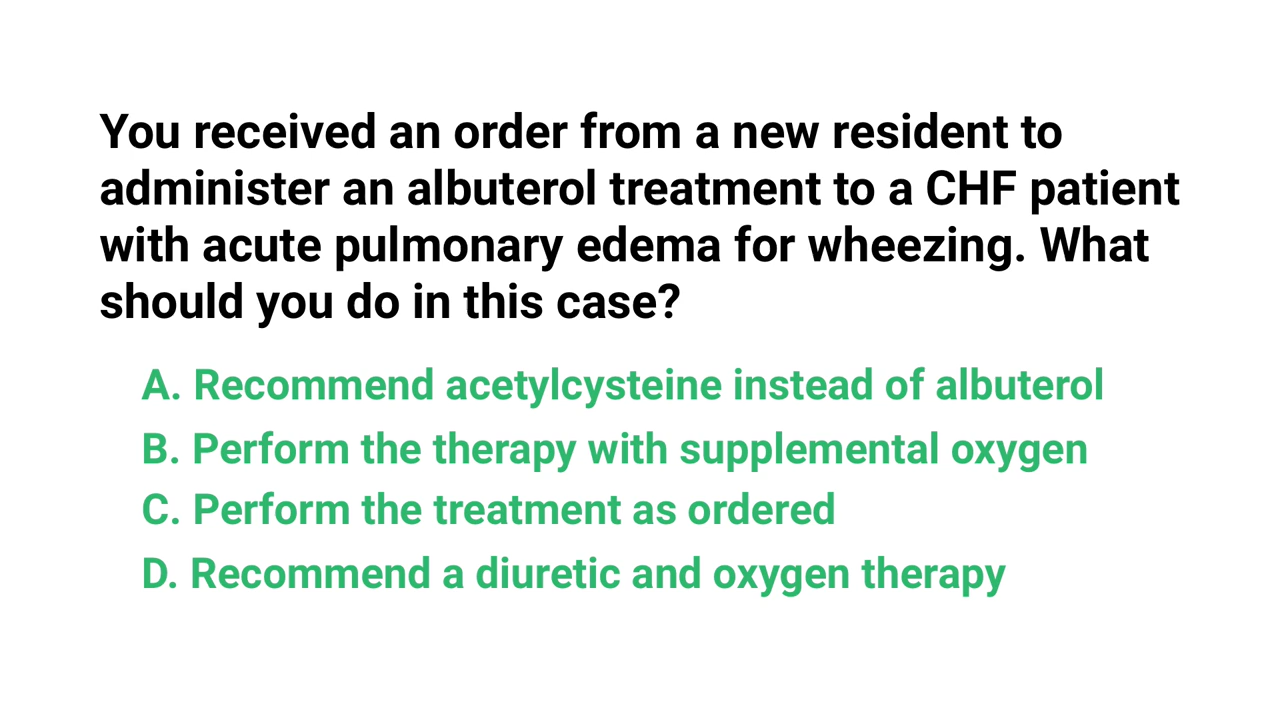 You received an order from a new resident to
administer an albuterol treatment to a CHF patient
with acute pulmonary edema for wheezing. What
should you do in this case?
A. Recommend acetylcysteine instead of albuterol
B. Perform the therapy with supplemental oxygen
C. Perform the treatment as ordered
D. Recommend a diuretic and oxygen therapy